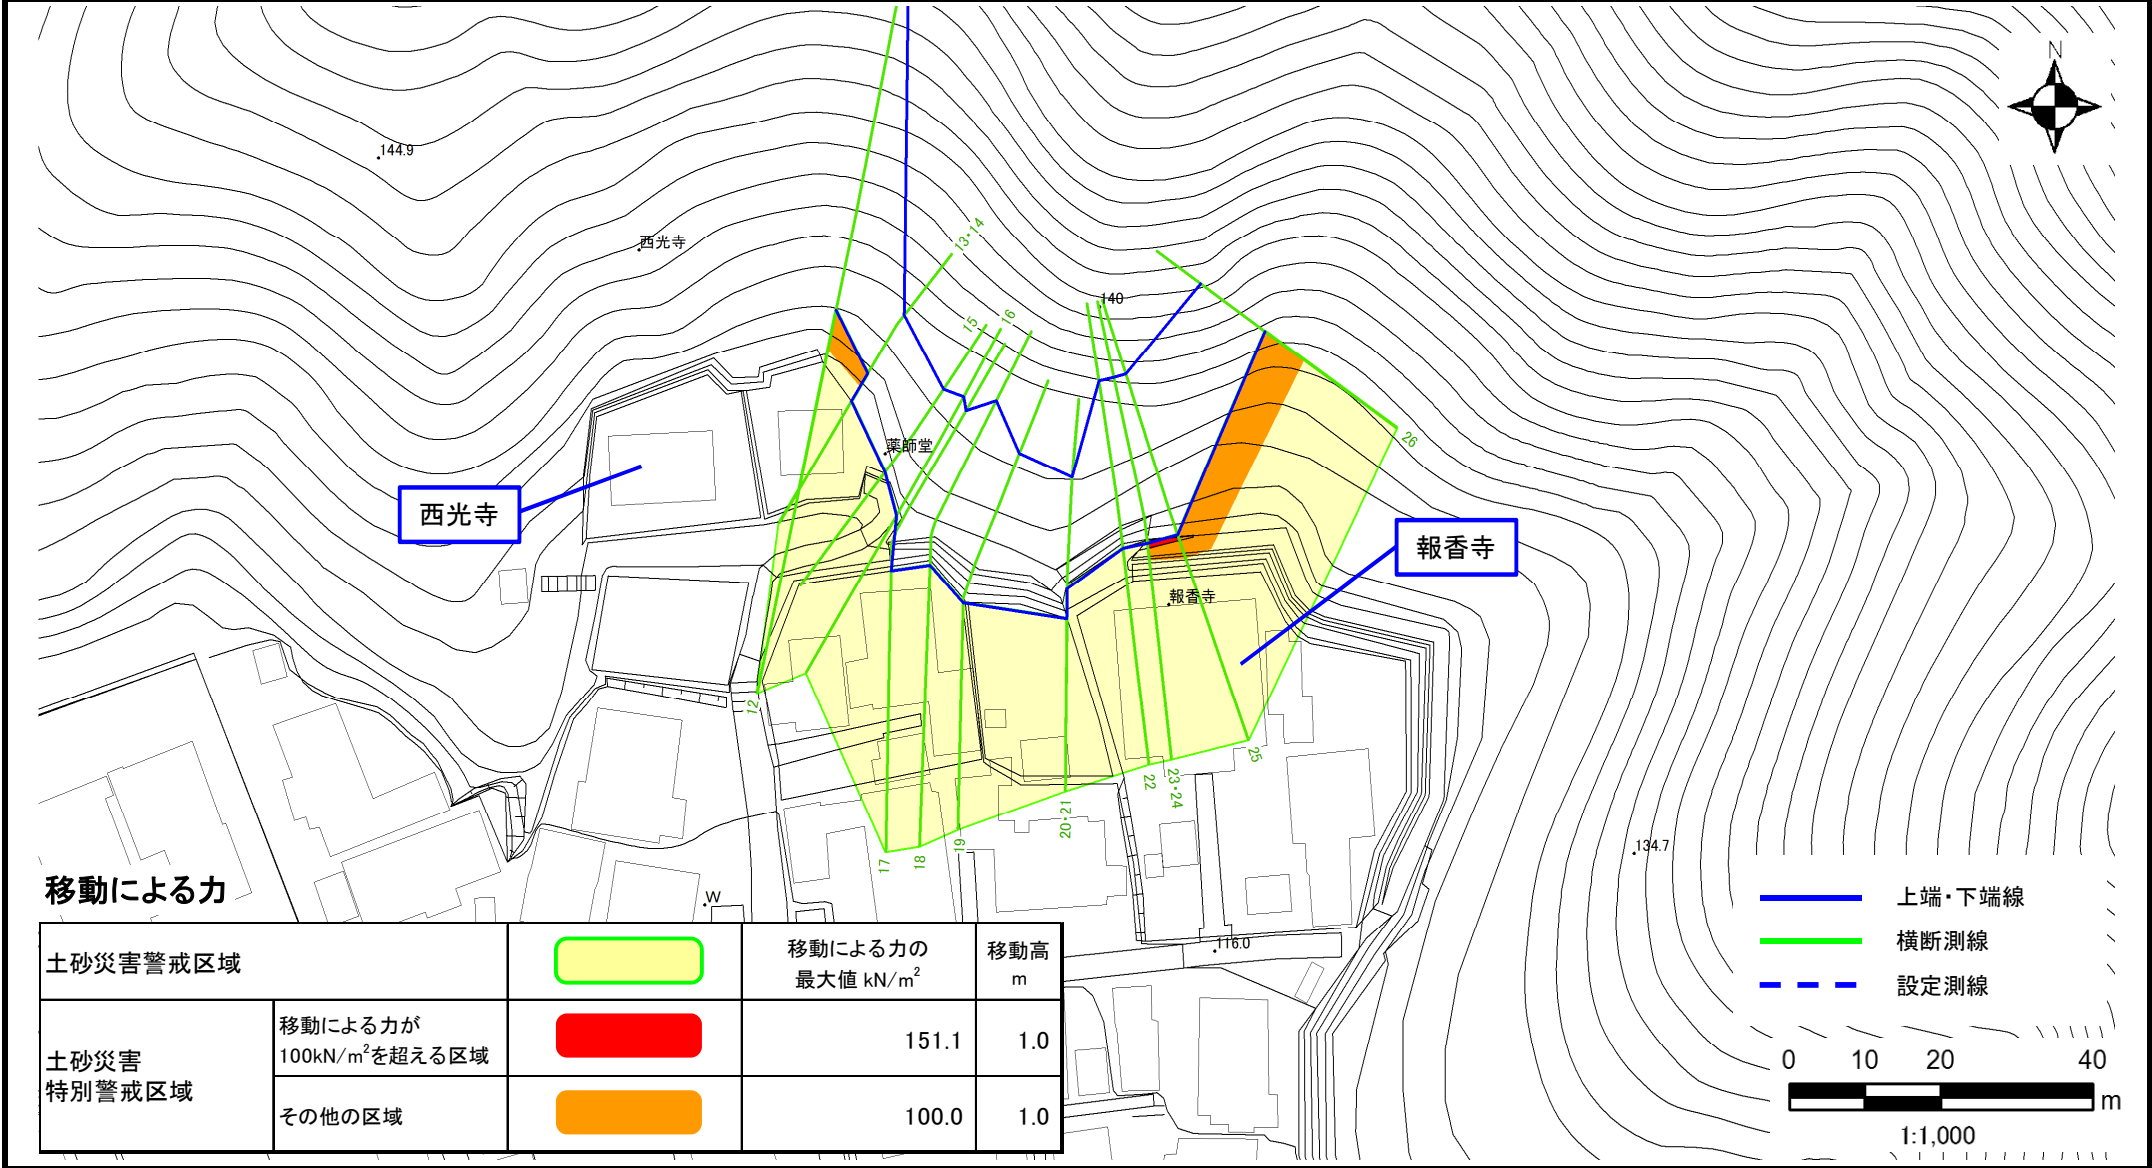 N
144.9
西光寺
13・14
15
16
140
薬師堂
26
西光寺
報香寺
報香寺
12
25
22
23・24
20・21
19
18
17
134.7
W
116.0
移動による力
土砂災害警戒区域
移動による力の
最大値 kN/m²
移動高
m
土砂災害
特別警戒区域
移動による力が
100kN/m²を超える区域
151.1
1.0
その他の区域
100.0
1.0
上端・下端線
横断測線
設定測線
0 10 20 40
m
1:1,000